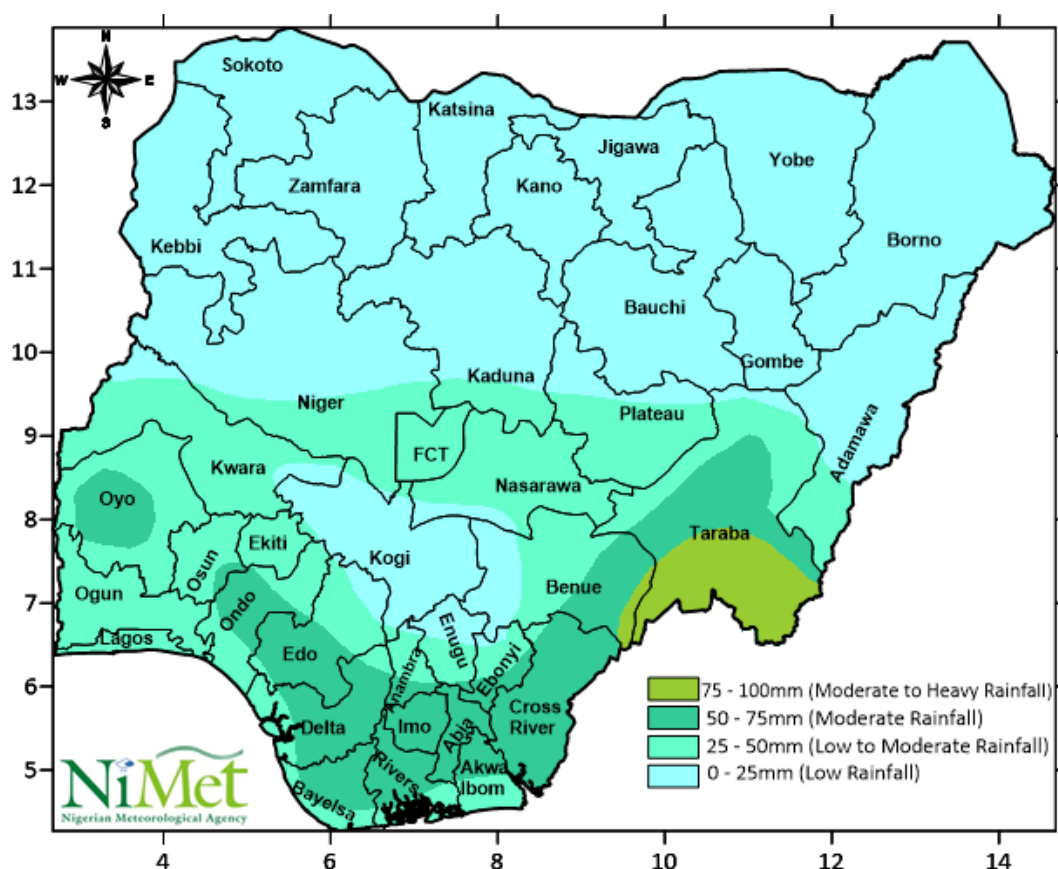 N
W E
S
13
12
11
10
9
8
7
6
5
4 6 8 10 12 14
Sokoto
Katsina
Jigawa
Yobe
Zamfara
Kano
Borno
Kebbi
Bauchi
Gombe
Kaduna
Niger
Plateau
Adamawa
FCT
Kwara
Nasarawa
Oyo
Taraba
Ekiti
Kogi
Osun
Benue
Ogun
Ondo
Enugu
Lagos
Edo
Anambra
Ebonyi
Cross
River
Delta
Imo
Abia
Rivers
Akwa
Ibom
Bayelsa
75 - 100mm (Moderate to Heavy Rainfall)
50 - 75mm (Moderate Rainfall)
25 - 50mm (Low to Moderate Rainfall)
0 - 25mm (Low Rainfall)
NiMet
Nigerian Meteorological Agency